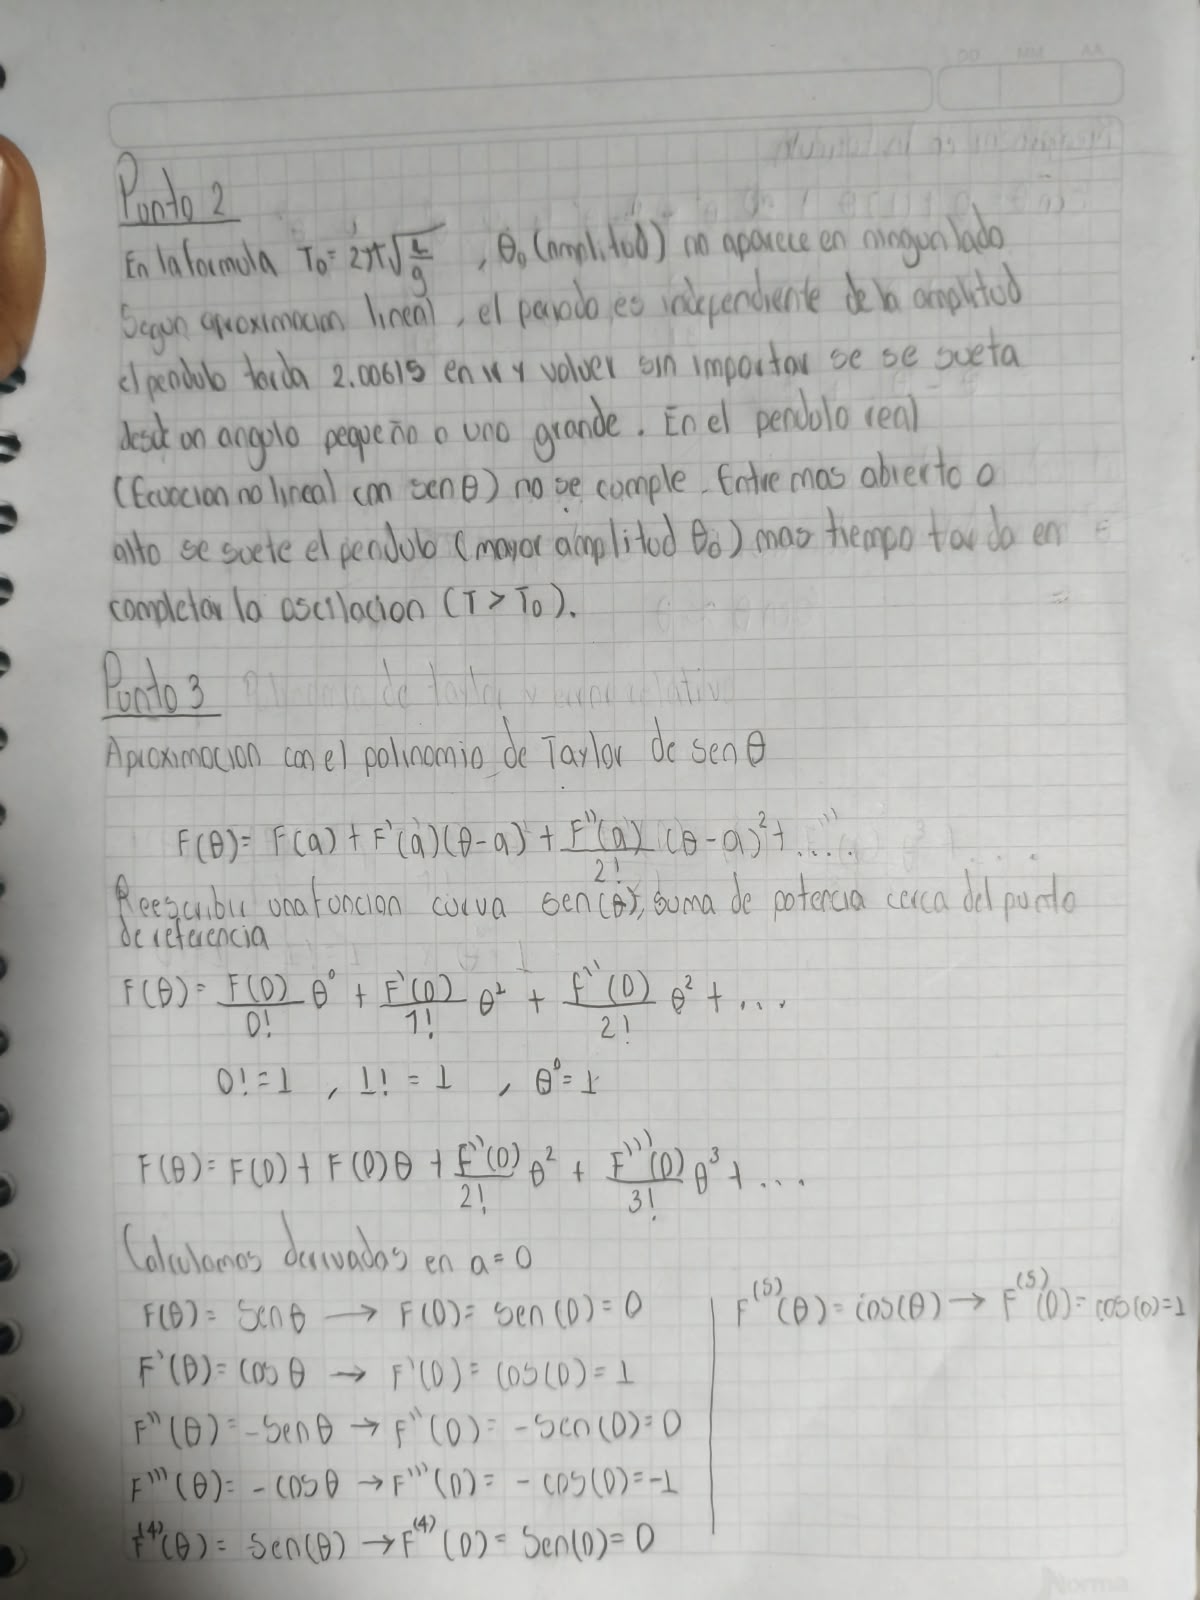 Punto 2
En la formula T₀ = 2π√(L/g) , θ₀ (amplitud) no aparece en ningun lado
Segun aproximacion lineal, el periodo es independiente de la amplitud
el pendulo tarda 2.0061s en ir y volver sin importar se se sueta
desde un angulo pequeño o uno grande. En el pendulo real
(Ecuacion no lineal con senθ) no se cumple. Entre mas abierto o
alto se suete el pendulo (mayor amplitud θ₀) mas tiempo tarda en
completar la oscilacion (T > T₀).
Punto 3
Aproximacion con el polinomio de Taylor de sen θ
F(θ) = F(a) + F'(a)(θ-a) + F''(a)/2! (θ-a)² + ....
Reescribir una funcion curva sen(θ), suma de potencia cerca del punto
de referencia
F(θ) = F(0)/0! θ⁰ + F'(0)/1! θ¹ + F''(0)/2! θ² + ...
0! = 1 , 1! = 1 , θ⁰ = 1
F(θ) = F(0) + F(0)θ + F''(0)/2! θ² + F'''(0)/3! θ³ + ...
Calculamos derivadas en a = 0
F(θ) = Senθ → F(0) = sen(0) = 0
F'(θ) = cos θ → F'(0) = cos(0) = 1
F''(θ) = -Senθ → F''(0) = -Sen(0) = 0
F'''(θ) = - cosθ → F'''(0) = - cos(0) = -1
F⁽⁴⁾(θ) = Sen(θ) → F⁽⁴⁾(0) = Sen(0) = 0
F⁽⁵⁾(θ) = cos(θ) → F⁽⁵⁾(0) = cos(0) = 1
Norma